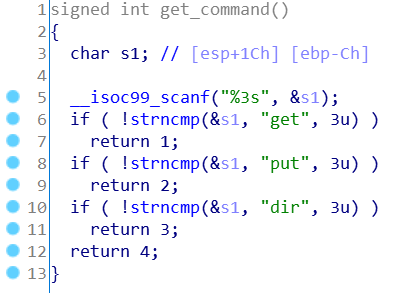 1 signed int get_command()
2 {
3   char s1; // [esp+1Ch] [ebp-Ch]
4
5   __isoc99_scanf("%3s", &s1);
6   if ( !strncmp(&s1, "get", 3u) )
7     return 1;
8   if ( !strncmp(&s1, "put", 3u) )
9     return 2;
10   if ( !strncmp(&s1, "dir", 3u) )
11     return 3;
12   return 4;
13 }